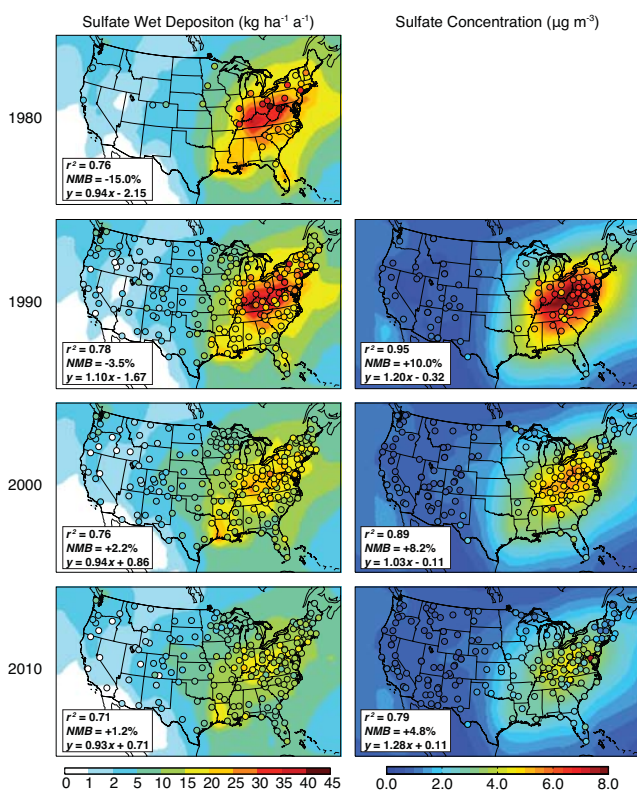 Sulfate Wet Depositon (kg ha⁻¹ a⁻¹)
Sulfate Concentration (µg m⁻³)
1980
r² = 0.76
NMB = -15.0%
y = 0.94x - 2.15
1990
r² = 0.78
NMB = -3.5%
y = 1.10x - 1.67
r² = 0.95
NMB = +10.0%
y = 1.20x - 0.32
2000
r² = 0.76
NMB = +2.2%
y = 0.94x + 0.86
r² = 0.89
NMB = +8.2%
y = 1.03x - 0.11
2010
r² = 0.71
NMB = +1.2%
y = 0.93x + 0.71
r² = 0.79
NMB = +4.8%
y = 1.28x + 0.11
0 1 2 5 10 15 20 25 30 35 40 45
0.0 2.0 4.0 6.0 8.0